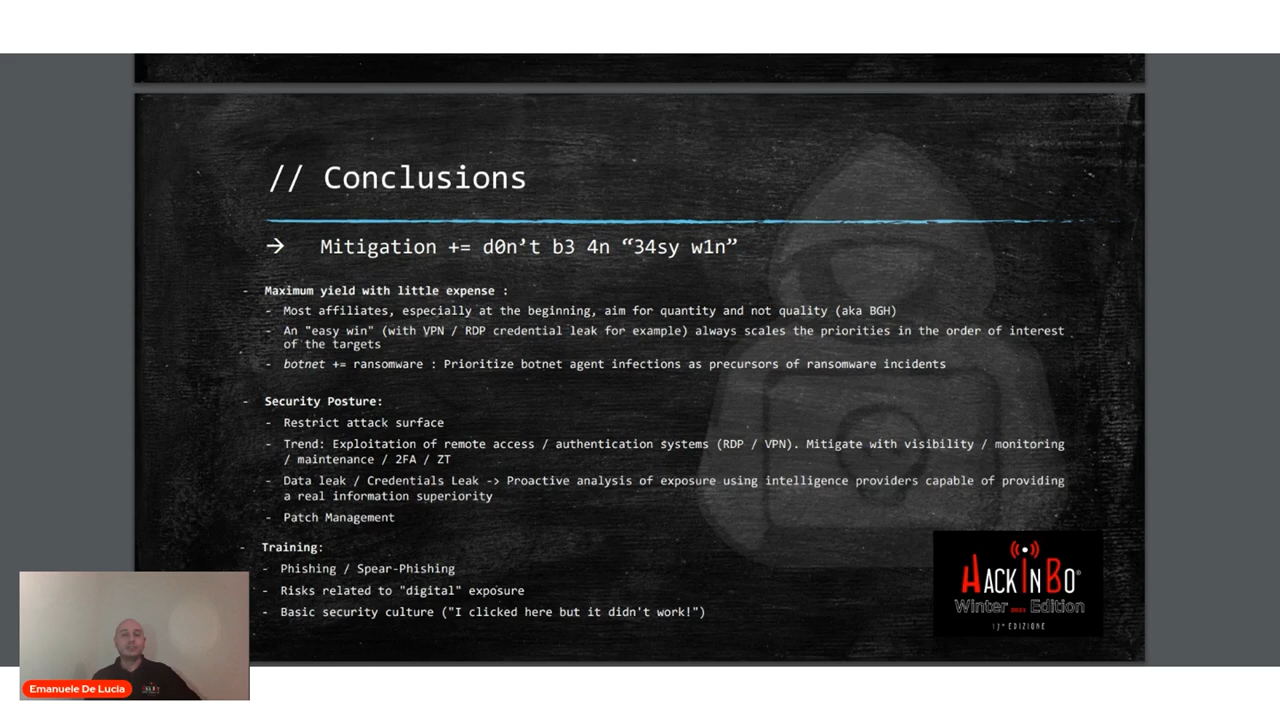 // Conclusions
→ Mitigation += d0n’t b3 4n “34sy w1n”
- Maximum yield with little expense :
- Most affiliates, especially at the beginning, aim for quantity and not quality (aka BGH)
- An "easy win" (with VPN / RDP credential leak for example) always scales the priorities in the order of interest
of the targets
- botnet += ransomware : Prioritize botnet agent infections as precursors of ransomware incidents
- Security Posture:
- Restrict attack surface
- Trend: Exploitation of remote access / authentication systems (RDP / VPN). Mitigate with visibility / monitoring
/ maintenance / 2FA / ZT
- Data leak / Credentials Leak -> Proactive analysis of exposure using intelligence providers capable of providing
a real information superiority
- Patch Management
- Training:
- Phishing / Spear-Phishing
- Risks related to "digital" exposure
- Basic security culture ("I clicked here but it didn't work!")
HACKINBO®
Winter 2021 Edition
17ª EDIZIONE
Emanuele De Lucia